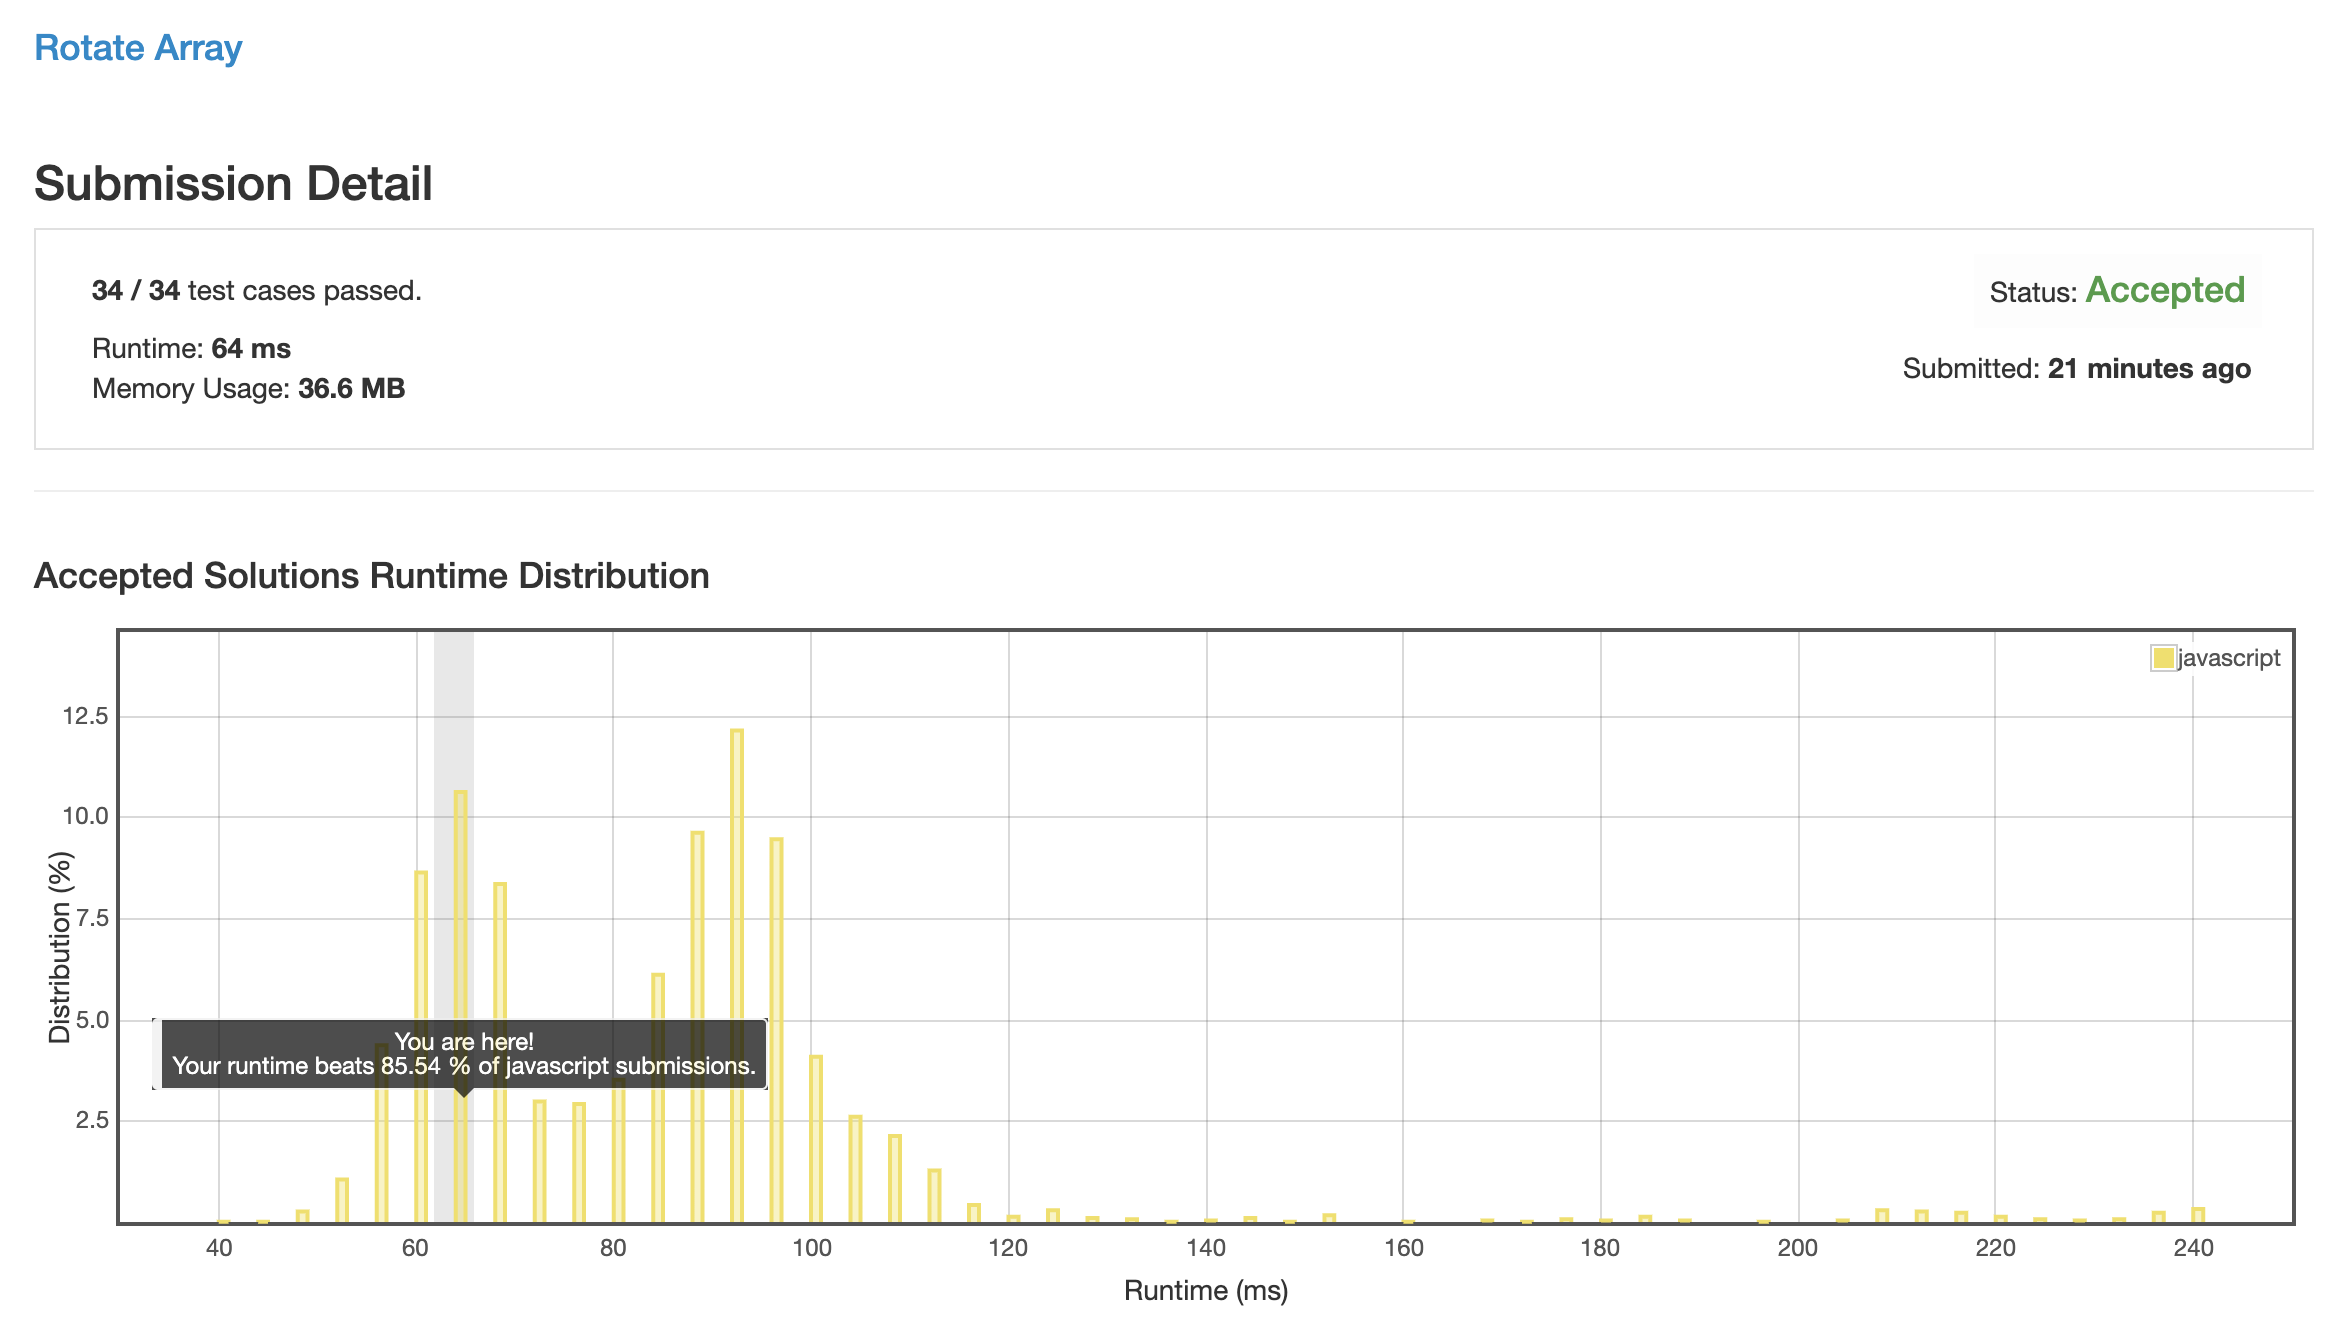 Rotate Array
Submission Detail
34 / 34 test cases passed.
Status: Accepted
Runtime: 64 ms
Memory Usage: 36.6 MB
Submitted: 21 minutes ago
Accepted Solutions Runtime Distribution
javascript
12.5
10.0
7.5
5.0
2.5
Distribution (%)
You are here!
Your runtime beats 85.54 % of javascript submissions.
40 60 80 100 120 140 160 180 200 220 240
Runtime (ms)